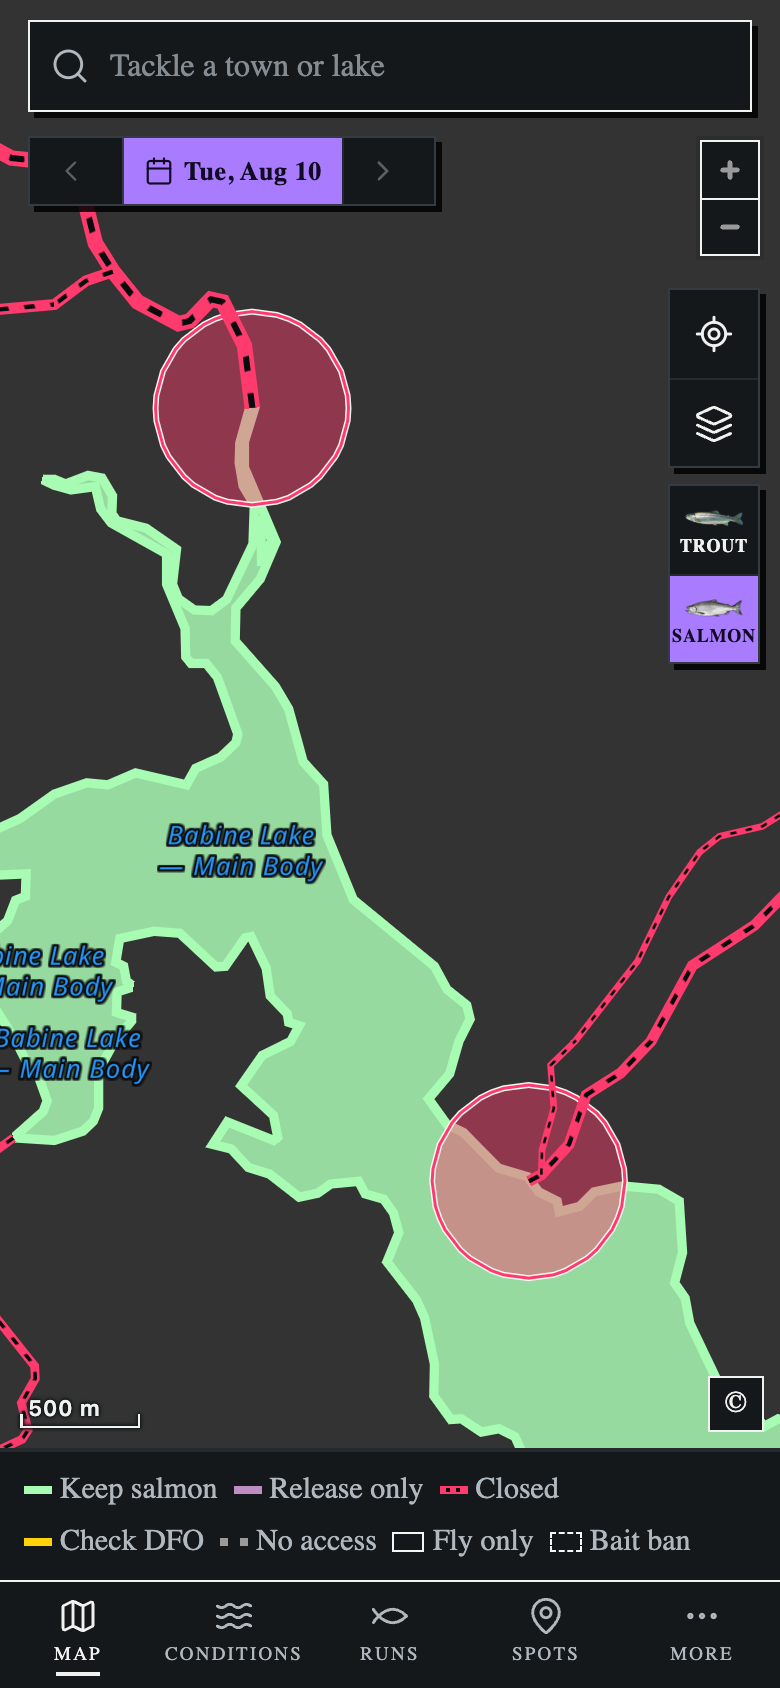 Tackle a town or lake
Tue, Aug 10
TROUT
SALMON
Babine Lake
— Main Body
bine Lake
Main Body
Babine Lake
— Main Body
500 m
©
Keep salmon
Release only
Closed
Check DFO
No access
Fly only
Bait ban
MAP
CONDITIONS
RUNS
SPOTS
MORE